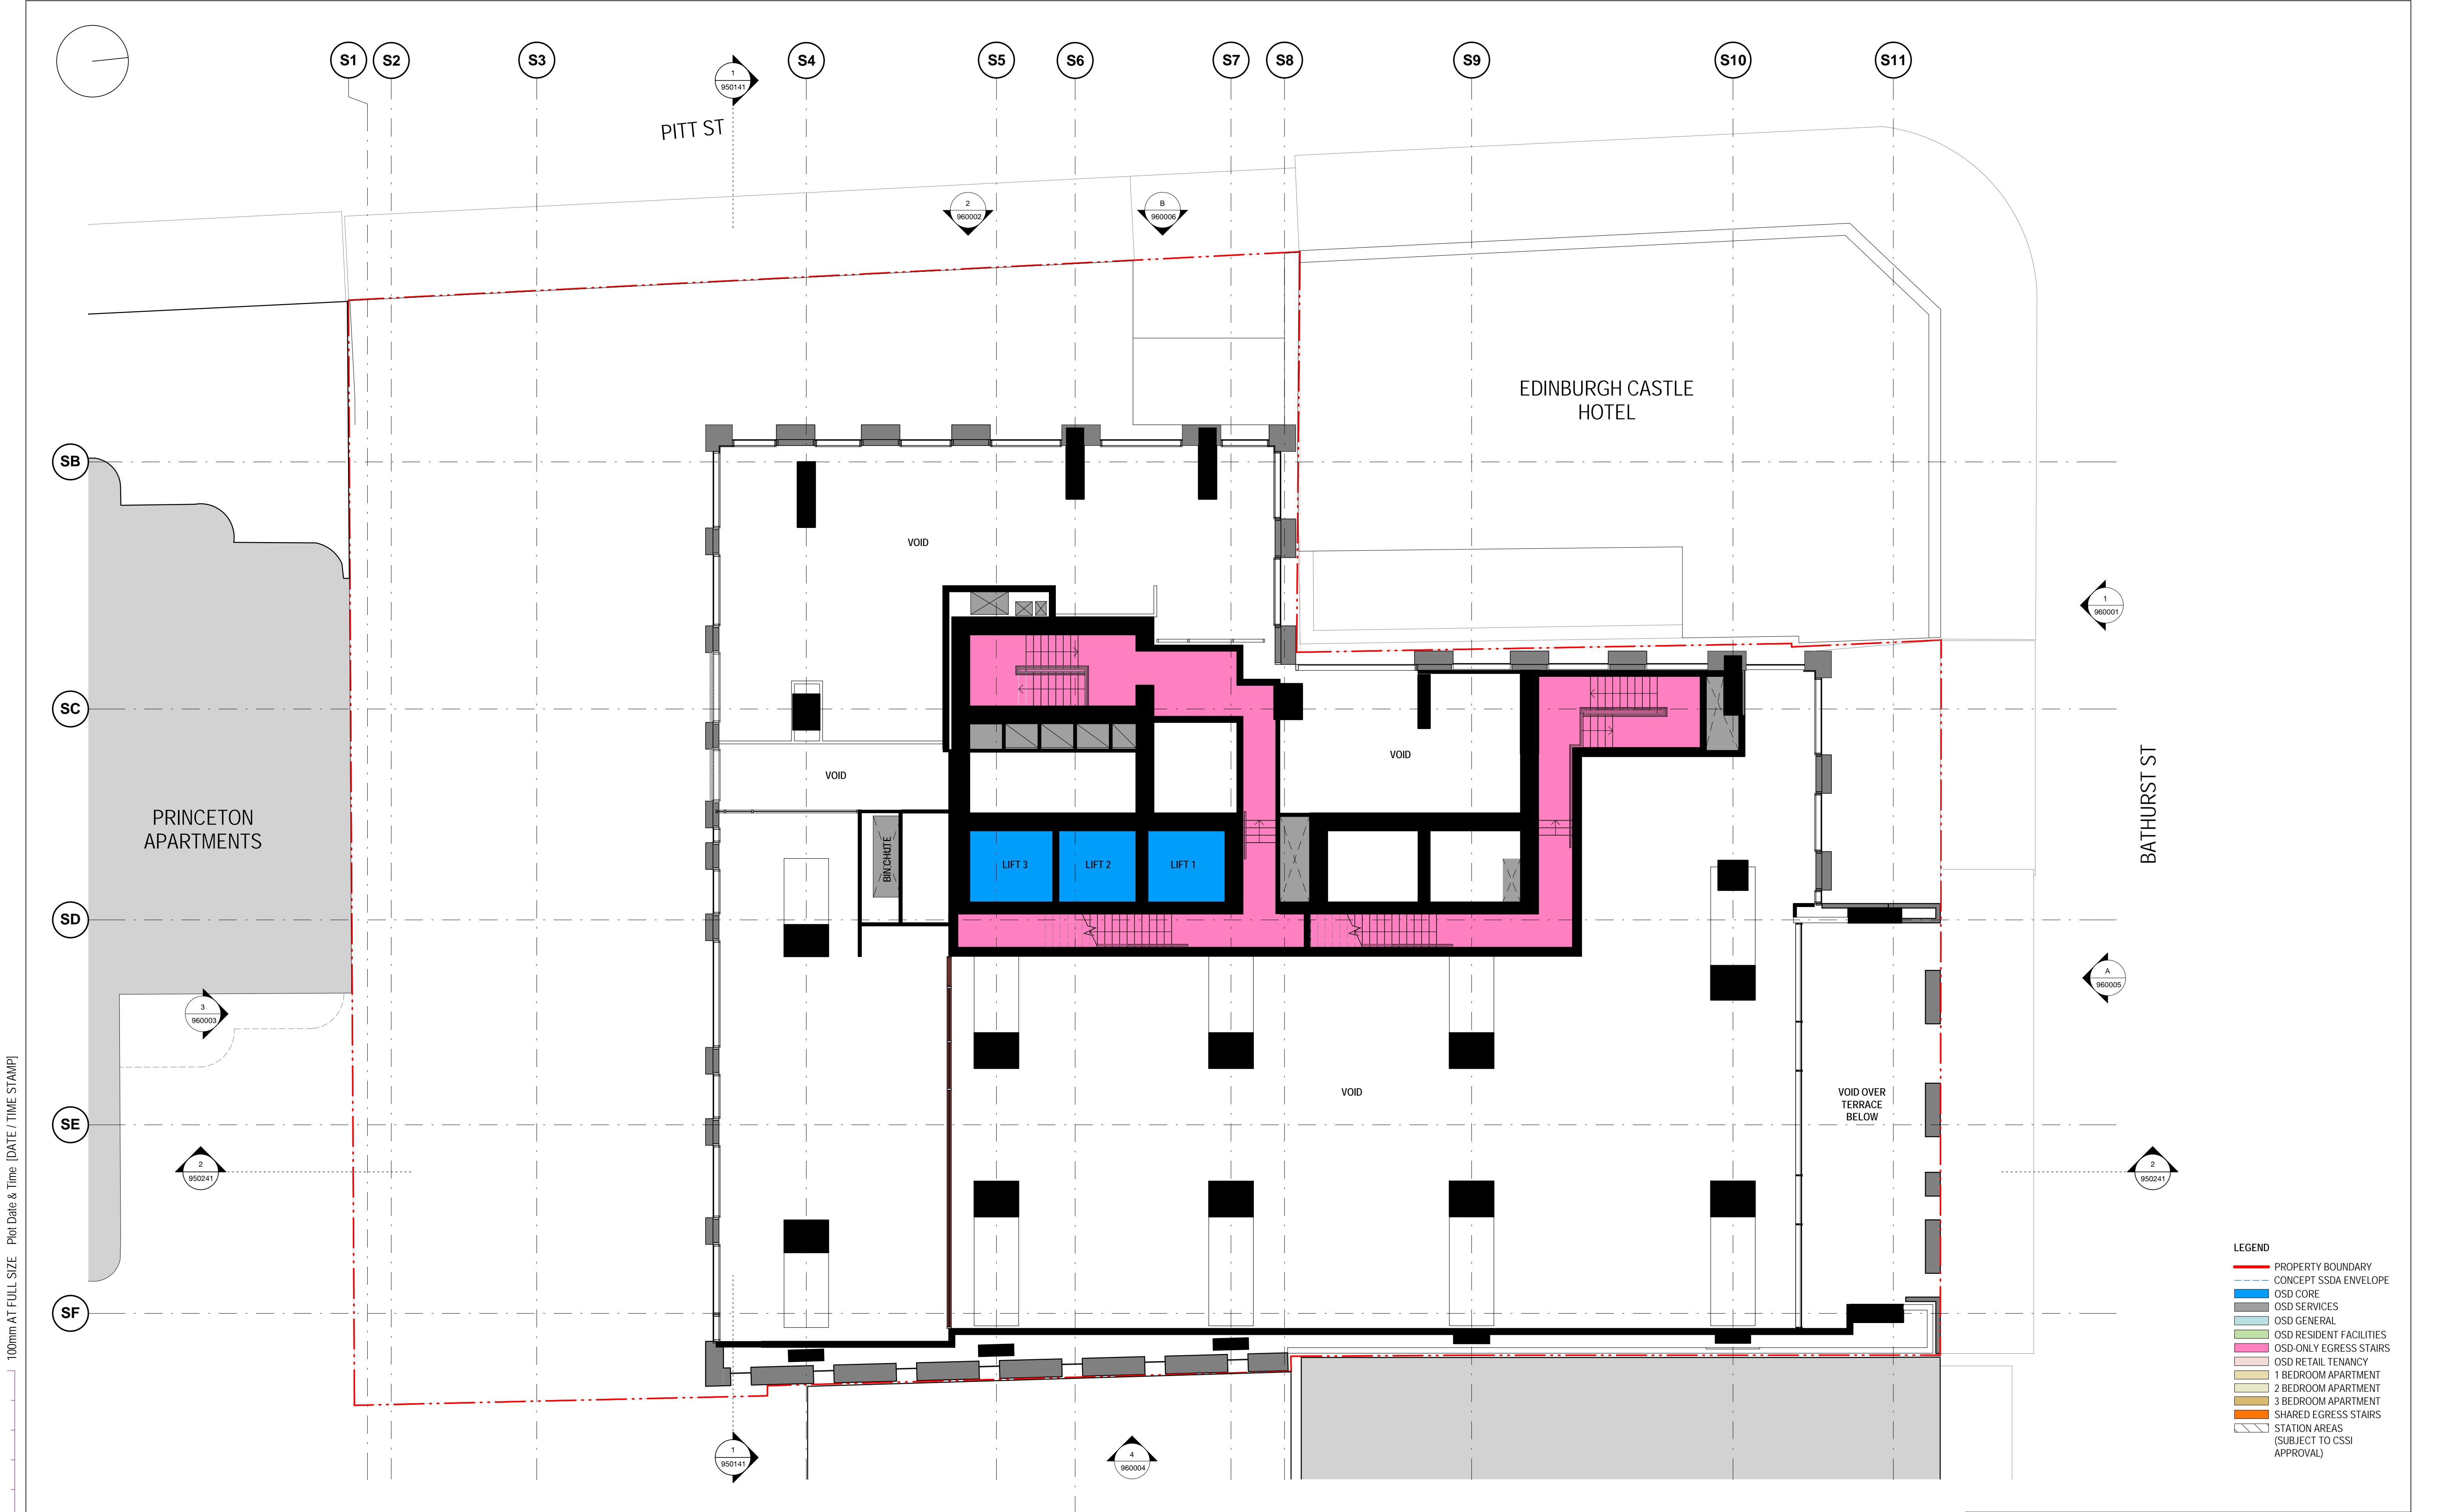 S1
S2
S3
S4
S5
S6
S7
S8
S9
S10
S11
1
950141
PITT ST
2
960002
B
960006
EDINBURGH CASTLE
HOTEL
SB
VOID
1
960001
SC
VOID
VOID
BATHURST ST
PRINCETON
APARTMENTS
BIN.CHUTE
LIFT 3
LIFT 2
LIFT 1
SD
A
960005
3
960003
VOID
VOID OVER
TERRACE
BELOW
SE
2
950241
2
950241
SF
1
950141
4
960004
LEGEND
PROPERTY BOUNDARY
CONCEPT SSDA ENVELOPE
OSD CORE
OSD SERVICES
OSD GENERAL
OSD RESIDENT FACILITIES
OSD-ONLY EGRESS STAIRS
OSD RETAIL TENANCY
1 BEDROOM APARTMENT
2 BEDROOM APARTMENT
3 BEDROOM APARTMENT
SHARED EGRESS STAIRS
STATION AREAS
(SUBJECT TO CSSI
APPROVAL)
100mm AT FULL SIZE Plot Date & Time [DATE / TIME STAMP]